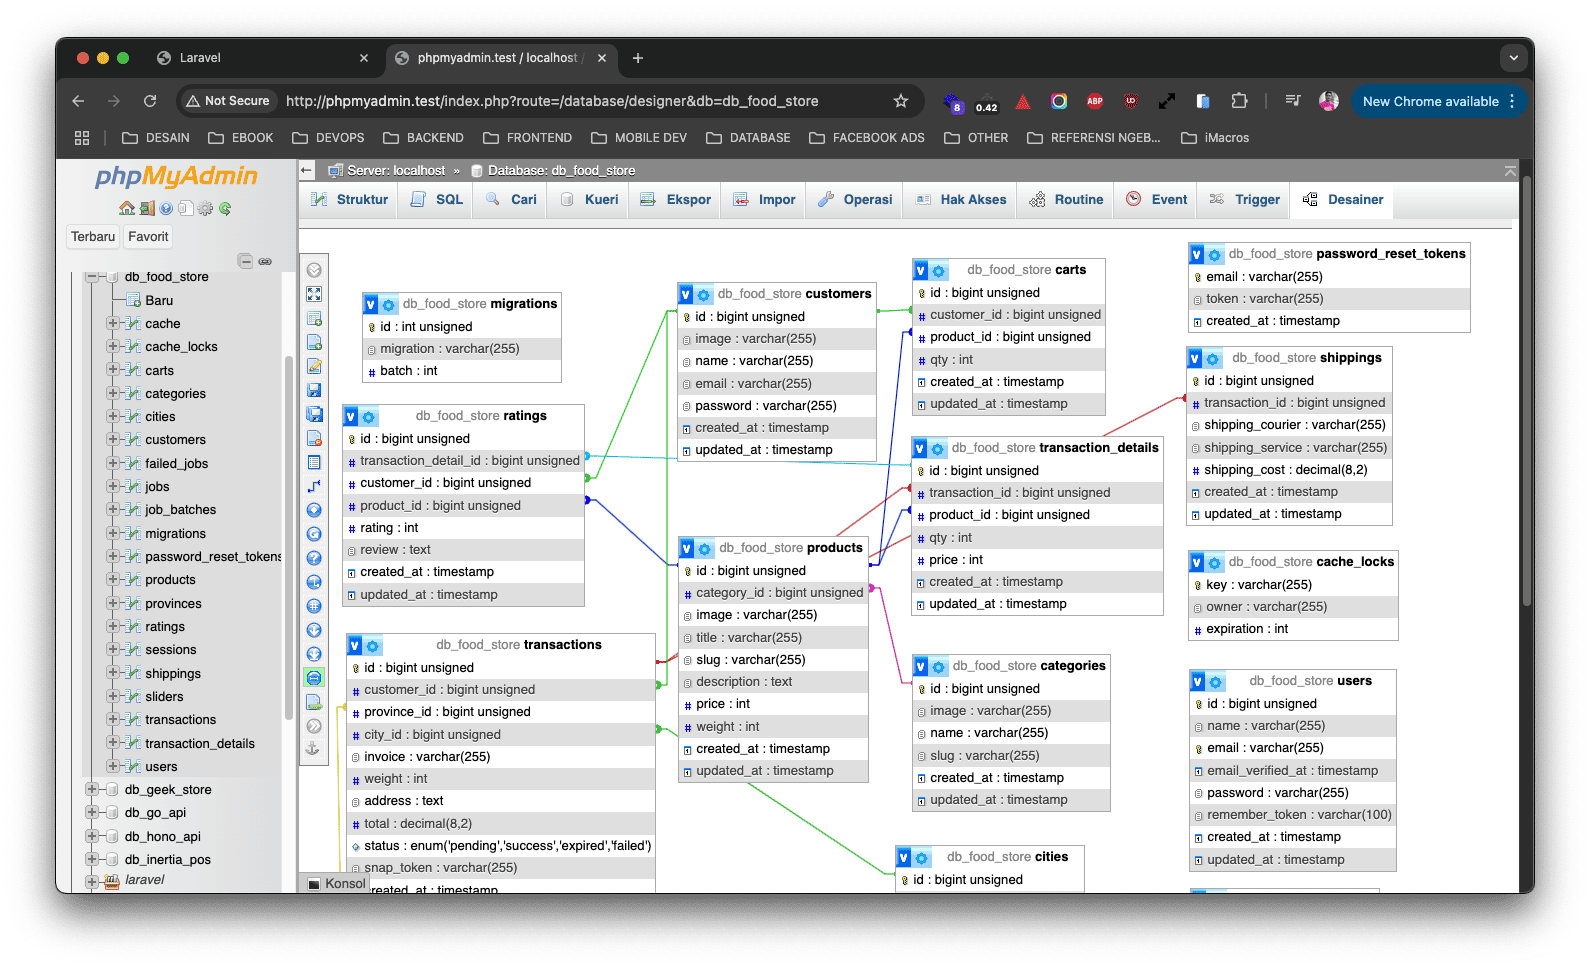 Laravel
phpmyadmin.test / localhost /
Not Secure
http://phpmyadmin.test/index.php?route=/database/designer&db=db_food_store
8
0.42
ABP
New Chrome available
DESAIN
EBOOK
DEVOPS
BACKEND
FRONTEND
MOBILE DEV
DATABASE
FACEBOOK ADS
OTHER
REFERENSI NGEB...
iMacros
phpMyAdmin
Terbaru
Favorit
db_food_store
Baru
cache
cache_locks
carts
categories
cities
customers
failed_jobs
jobs
job_batches
migrations
password_reset_tokens
products
provinces
ratings
sessions
shippings
sliders
transactions
transaction_details
users
db_geek_store
db_go_api
db_hono_api
db_inertia_pos
laravel
Server: localhost » Database: db_food_store
Struktur
SQL
Cari
Kueri
Ekspor
Impor
Operasi
Hak Akses
Routine
Event
Trigger
Desainer
V db_food_store migrations
id : int unsigned
migration : varchar(255)
# batch : int
V db_food_store ratings
id : bigint unsigned
# transaction_detail_id : bigint unsigned
# customer_id : bigint unsigned
# product_id : bigint unsigned
# rating : int
review : text
created_at : timestamp
updated_at : timestamp
V db_food_store transactions
id : bigint unsigned
# customer_id : bigint unsigned
# province_id : bigint unsigned
# city_id : bigint unsigned
invoice : varchar(255)
# weight : int
address : text
# total : decimal(8,2)
status : enum('pending','success','expired','failed')
snap_token : varchar(255)
created_at : timestamp
Konsol
V db_food_store customers
id : bigint unsigned
image : varchar(255)
name : varchar(255)
email : varchar(255)
password : varchar(255)
created_at : timestamp
updated_at : timestamp
V db_food_store products
id : bigint unsigned
# category_id : bigint unsigned
image : varchar(255)
title : varchar(255)
slug : varchar(255)
description : text
# price : int
# weight : int
created_at : timestamp
updated_at : timestamp
V db_food_store carts
id : bigint unsigned
# customer_id : bigint unsigned
# product_id : bigint unsigned
# qty : int
created_at : timestamp
updated_at : timestamp
V db_food_store transaction_details
id : bigint unsigned
# transaction_id : bigint unsigned
# product_id : bigint unsigned
# qty : int
# price : int
created_at : timestamp
updated_at : timestamp
V db_food_store categories
id : bigint unsigned
image : varchar(255)
name : varchar(255)
slug : varchar(255)
created_at : timestamp
updated_at : timestamp
V db_food_store cities
id : bigint unsigned
V db_food_store password_reset_tokens
email : varchar(255)
token : varchar(255)
created_at : timestamp
V db_food_store shippings
id : bigint unsigned
# transaction_id : bigint unsigned
shipping_courier : varchar(255)
shipping_service : varchar(255)
# shipping_cost : decimal(8,2)
created_at : timestamp
updated_at : timestamp
V db_food_store cache_locks
key : varchar(255)
owner : varchar(255)
# expiration : int
V db_food_store users
id : bigint unsigned
name : varchar(255)
email : varchar(255)
email_verified_at : timestamp
password : varchar(255)
remember_token : varchar(100)
created_at : timestamp
updated_at : timestamp